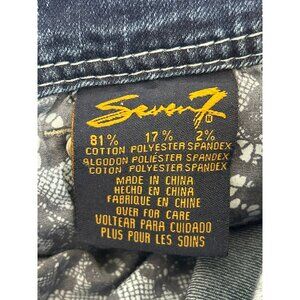 Seven7
81% 17% 2%
COTTON POLYESTER SPANDEX
ALGODON POLIÉSTER SPANDEX
COTON POLYESTER SPANDEX
MADE IN CHINA
HECHO EN CHINA
FABRIQUE EN CHINE
OVER FOR CARE
VOLTEAR PARA CUIDADO
PLUS POUR LES SOINS